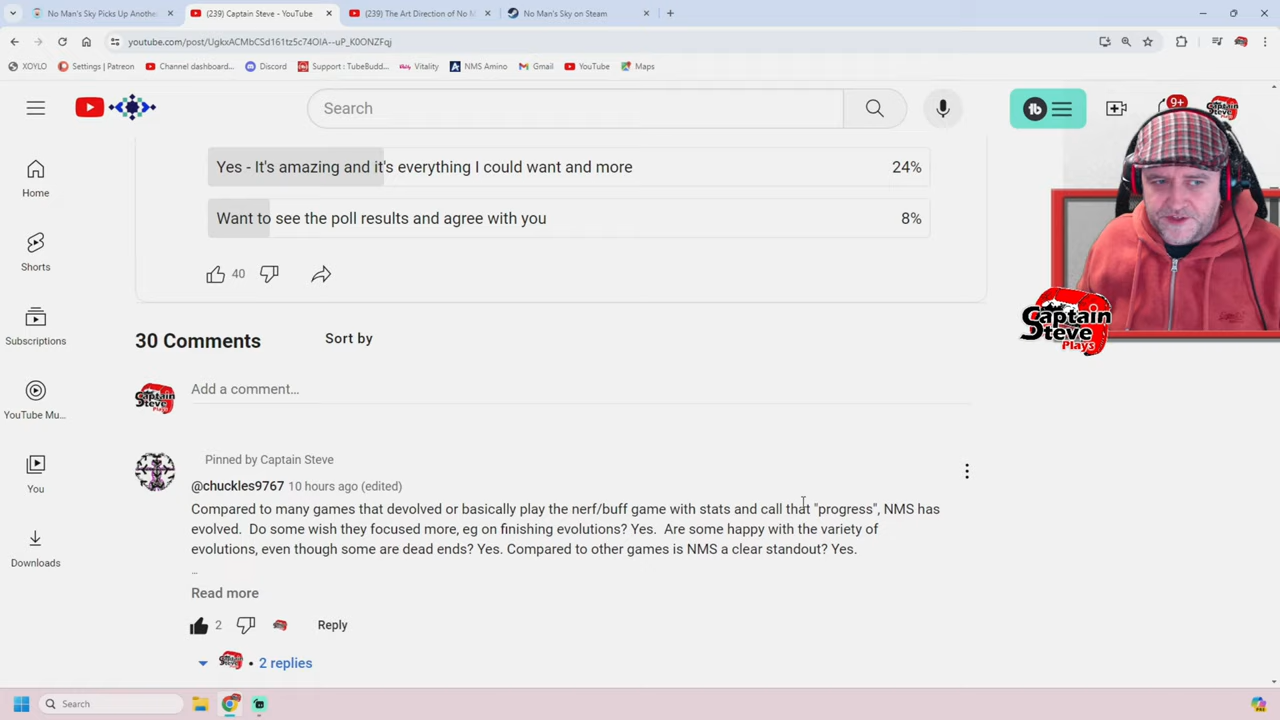 No Man's Sky Picks Up Anothe
(239) Captain Steve - YouTube
(239) The Art Direction of No M
No Man's Sky on Steam
youtube.com/post/UgkxACMbCSd161tz5c74OIA--uP_K0ONZFqj
XOYLO
Settings | Patreon
Channel dashboard...
Discord
Support : TubeBudd...
Vitality
NMS Amino
Gmail
YouTube
Maps
Search
9+
Home
Shorts
Subscriptions
YouTube Mu...
You
Downloads
Yes - It's amazing and it's everything I could want and more 24%
Want to see the poll results and agree with you 8%
40
Captain
Steve
Plays
30 Comments Sort by
Add a comment...
Pinned by Captain Steve
@chuckles9767 10 hours ago (edited)
Compared to many games that devolved or basically play the nerf/buff game with stats and call that "progress", NMS has
evolved. Do some wish they focused more, eg on finishing evolutions? Yes. Are some happy with the variety of
evolutions, even though some are dead ends? Yes. Compared to other games is NMS a clear standout? Yes.
...
Read more
2 Reply
• 2 replies
Search